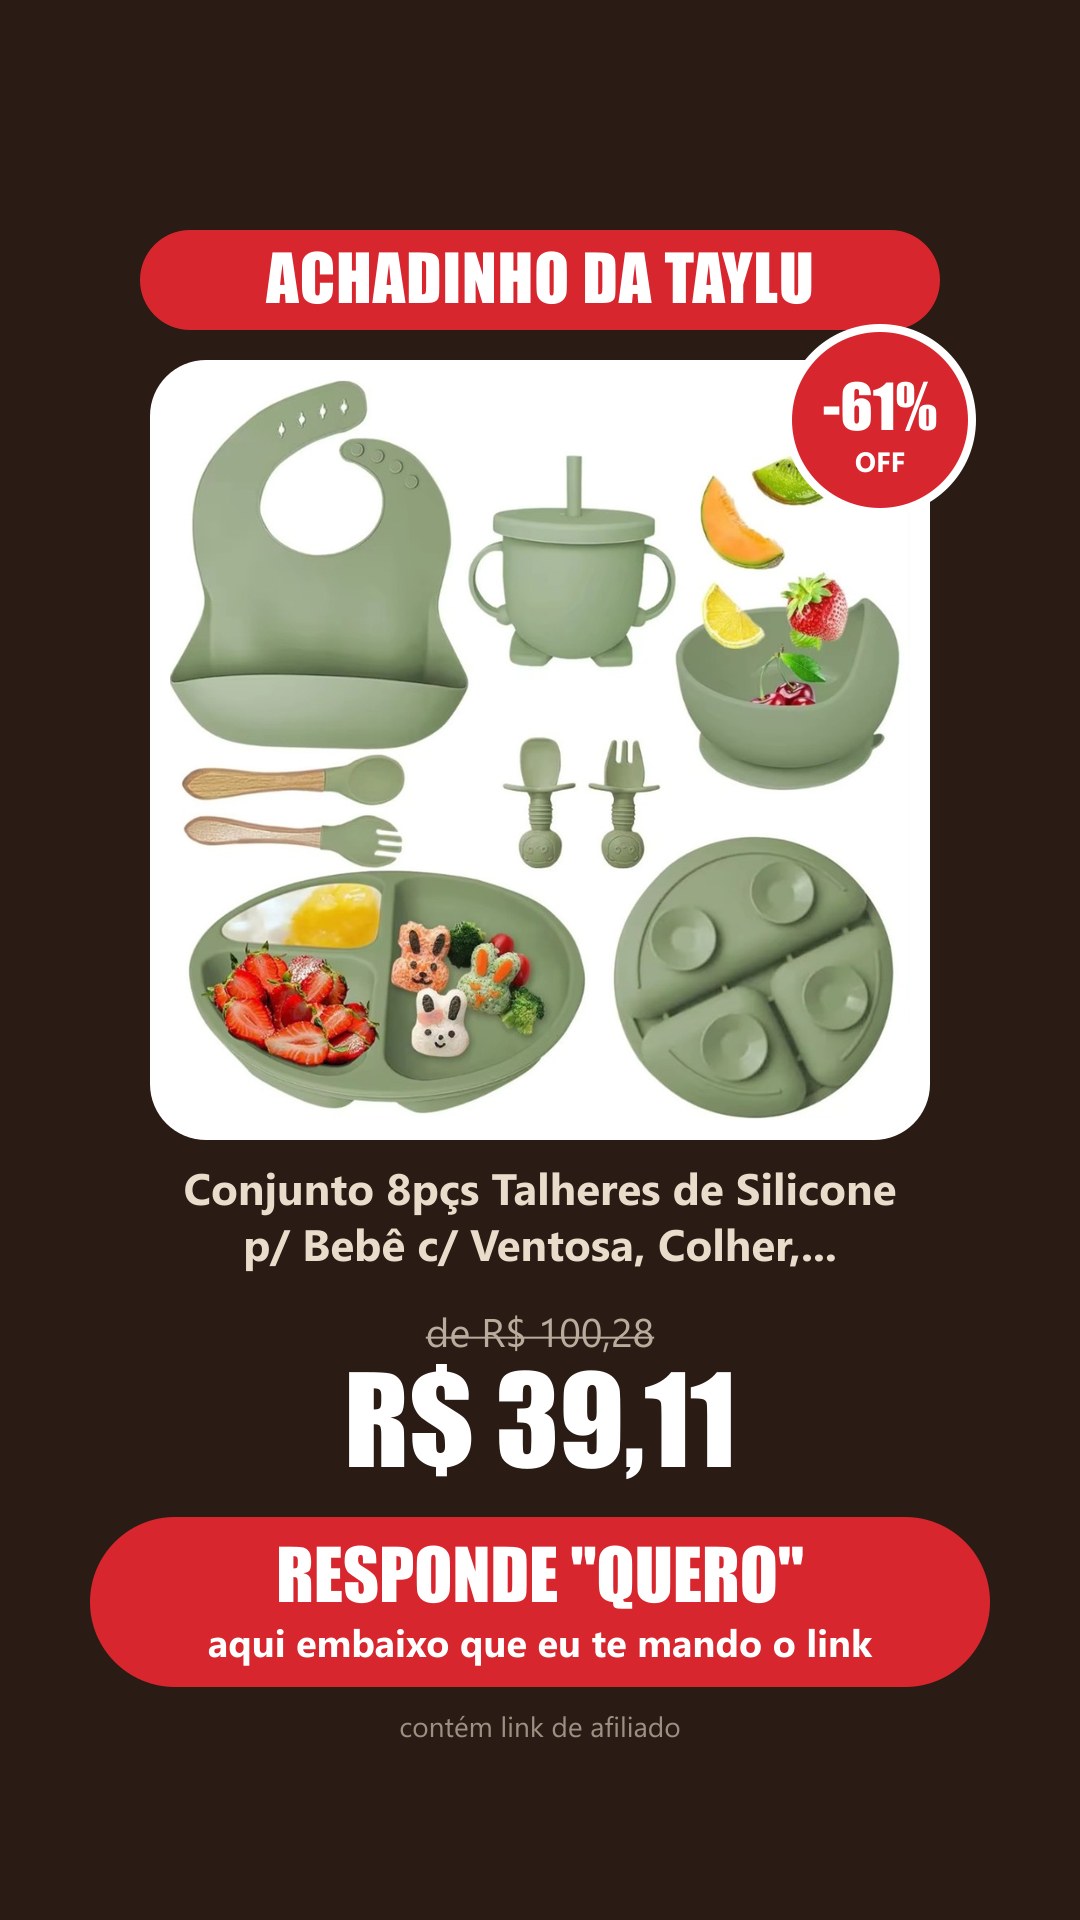 ACHADINHO DA TAYLU
-61%
OFF
Conjunto 8pçs Talheres de Silicone
p/ Bebê c/ Ventosa, Colher,...
de R$ 100,28
R$ 39,11
RESPONDE "QUERO"
aqui embaixo que eu te mando o link
contém link de afiliado